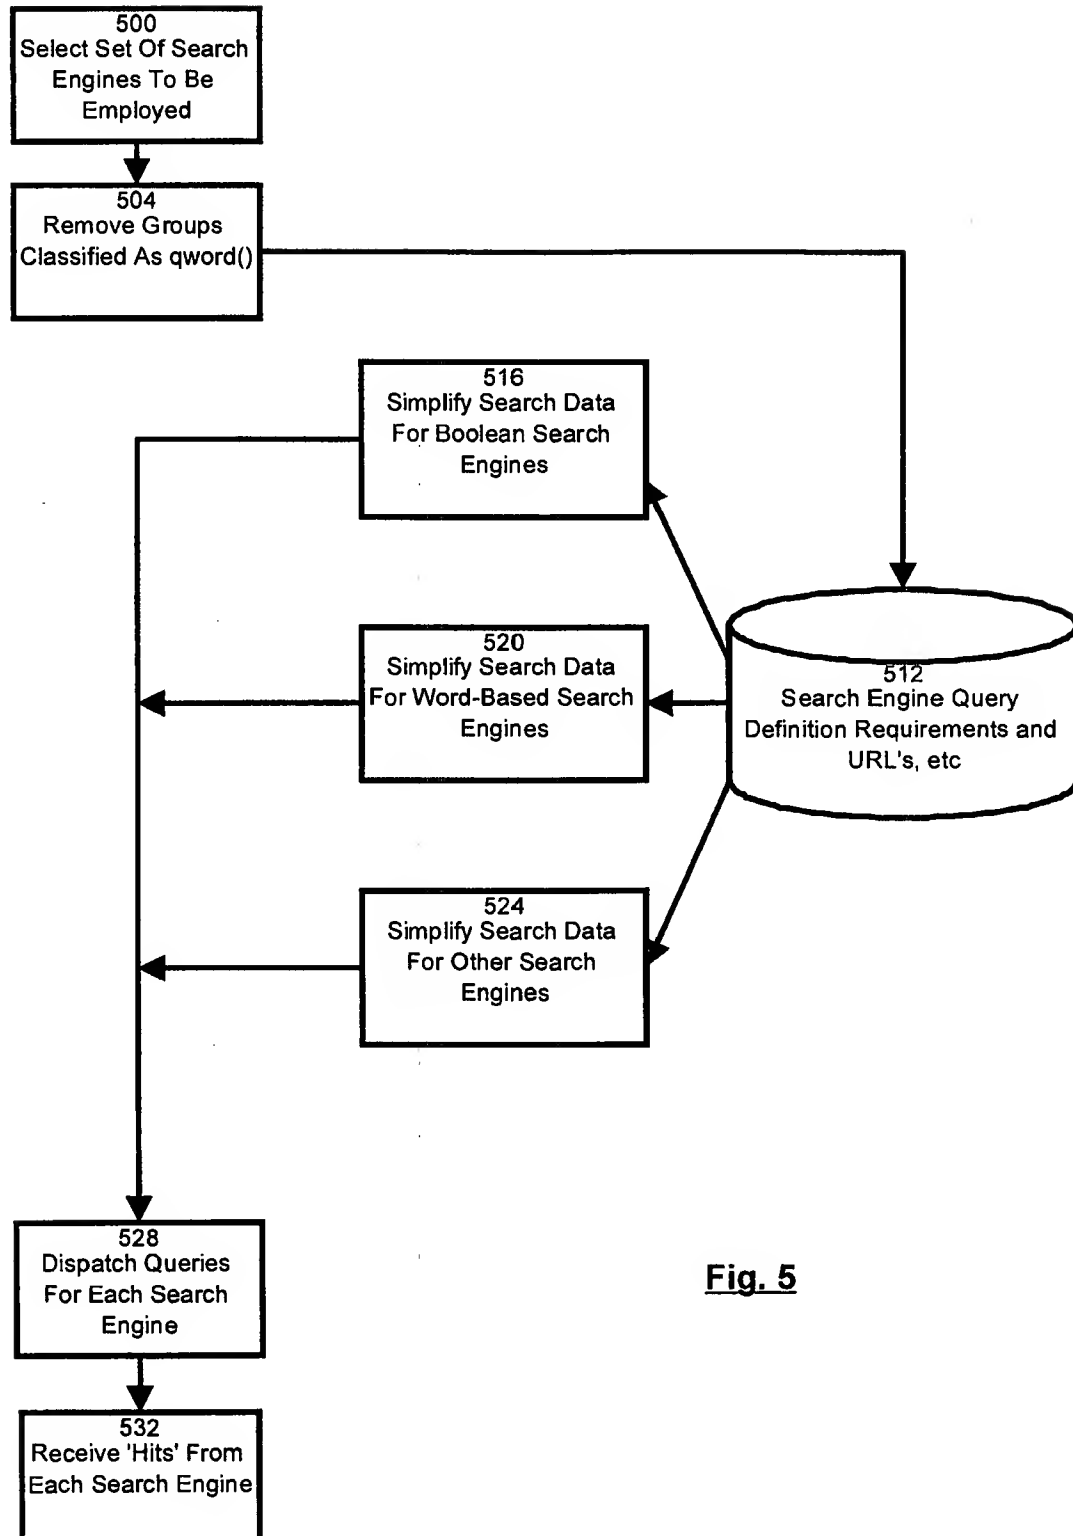 500
Select Set Of Search
Engines To Be
Employed
504
Remove Groups
Classified As qword()
516
Simplify Search Data
For Boolean Search
Engines
520
Simplify Search Data
For Word-Based Search
Engines
512
Search Engine Query
Definition Requirements and
URL's, etc
524
Simplify Search Data
For Other Search
Engines
528
Dispatch Queries
For Each Search
Engine
Fig. 5
532
Receive 'Hits' From
Each Search Engine